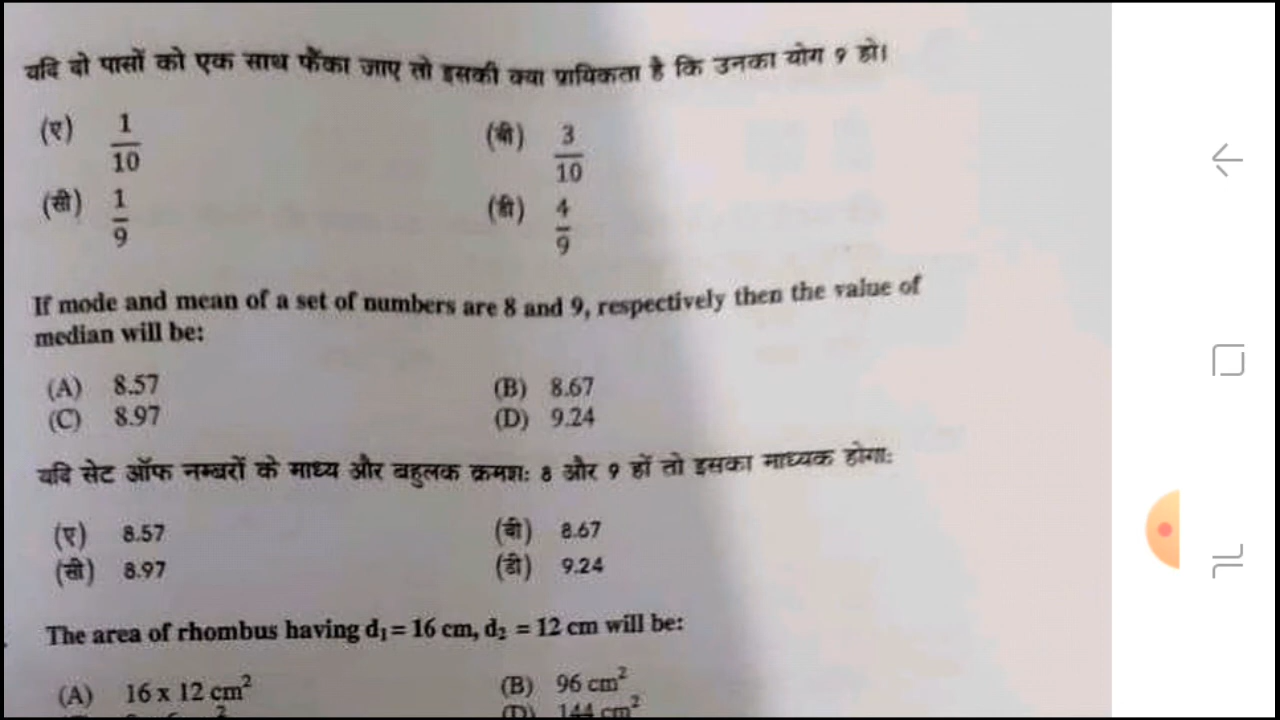 यदि दो पासों को एक साथ फैंका जाए तो इसकी क्या प्रायिकता है कि उनका योग 9 हो।
(ए) 1/10 (बी) 3/10
(सी) 1/9 (डी) 4/9
If mode and mean of a set of numbers are 8 and 9, respectively then the value of
median will be:
(A) 8.57 (B) 8.67
(C) 8.97 (D) 9.24
यदि सेट ऑफ नम्बरों के माध्य और बहुलक क्रमशः 8 और 9 हों तो इसका माध्यक होगाः
(ए) 8.57 (बी) 8.67
(सी) 8.97 (डी) 9.24
The area of rhombus having d₁ = 16 cm, d₂ = 12 cm will be:
(A) 16 x 12 cm² (B) 96 cm²
(D) 144 cm²